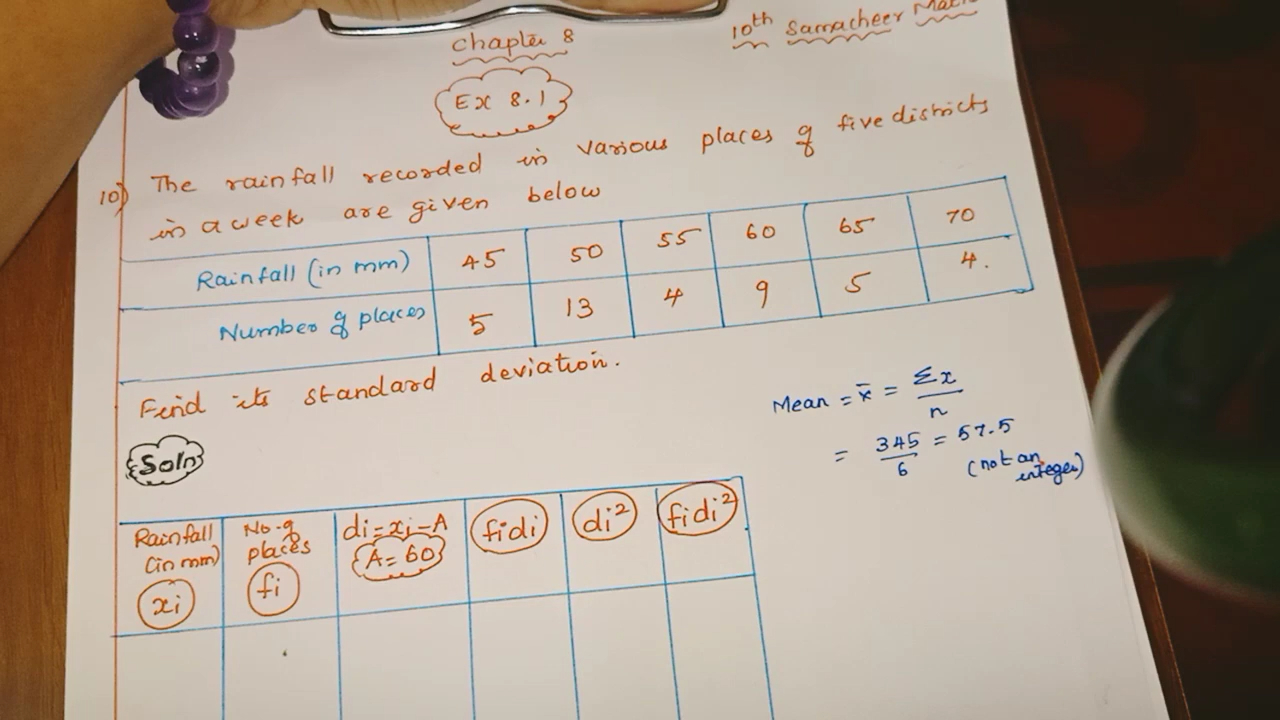 Chapter 8
10th Samacheer Maths
Ex 8.1
10) The rainfall recorded in various places of five districts
in a week are given below
Rainfall (in mm) 45 50 55 60 65 70
Number of places 5 13 4 9 5 4.
Find its standard deviation.
Mean = x̄ = Σx
n
= 345 = 57.5
6
(not an
integer)
Soln
Rainfall
(in mm)
xi
No. of
places
fi
di = xi - A
A = 60
fidi
di²
fidi²